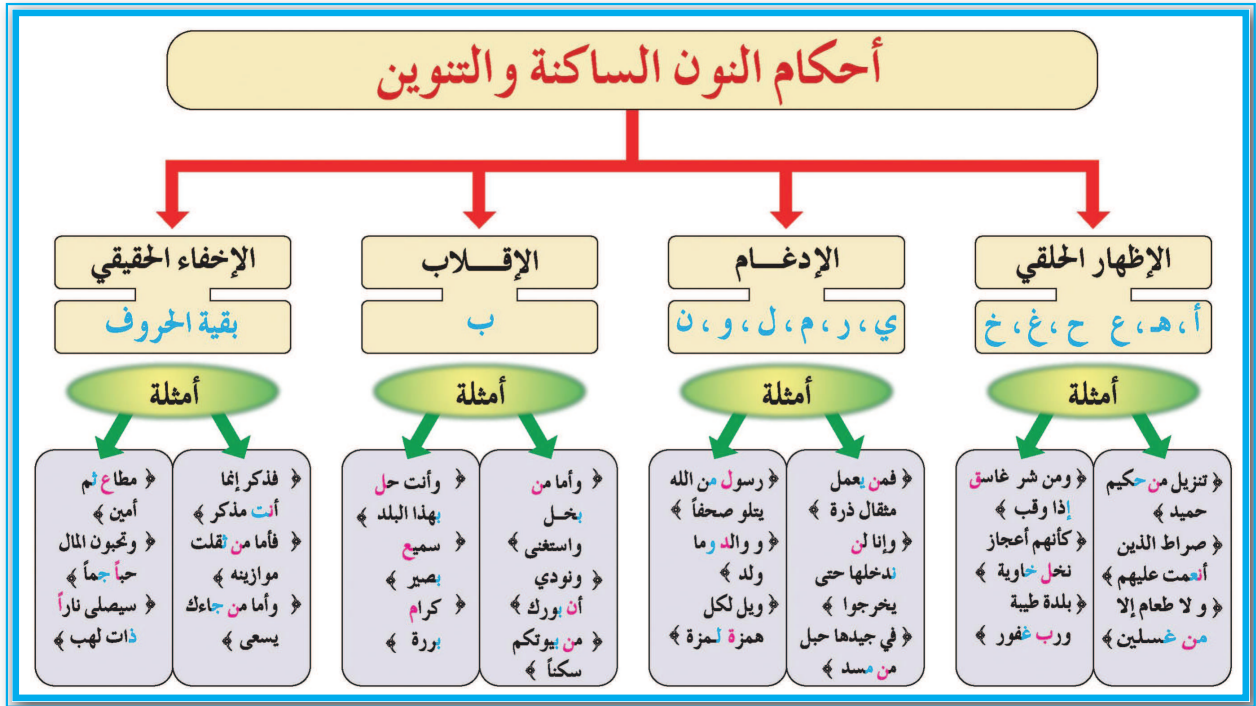 أحكام النون الساكنة والتنوين
الإظهار الحلقي
أ، هـ، ع ح، غ، خ
أمثلة
﴿ تنزيل من حكيم
حميد ﴾
﴿ صراط الذين
أنعمت عليهم ﴾
﴿ و لا طعام إلا
من غسلين ﴾
﴿ ومن شر غاسق
إذا وقب ﴾
﴿ كأنهم أعجاز
نخل خاوية ﴾
﴿ بلدة طيبة
ورب غفور ﴾
الإدغـــام
ي، ر، م، ل، و، ن
أمثلة
﴿ فمن يعمل
مثقال ذرة ﴾
﴿ وإنا لن
ندخلها حتى
يخرجوا ﴾
﴿ في جيدها حبل
من مسد ﴾
﴿ رسول من الله
يتلو صحفاً ﴾
﴿ و والد وما
ولد ﴾
﴿ ويل لكل
همزة لمزة ﴾
الإقـــلاب
ب
أمثلة
﴿ وأما من
بخـل
واستغنى ﴾
﴿ ونودي
أن بورك ﴾
﴿ من بيوتكم
سكناً ﴾
﴿ وأنت حل
بهذا البلد ﴾
﴿ سميع
بصير ﴾
﴿ كرام
بررة ﴾
الإخفاء الحقيقي
بقية الحروف
أمثلة
﴿ فذكر إنما
أنت مذكر ﴾
﴿ فأما من ثقلت
موازينه ﴾
﴿ وأما من جاءك
يسعى ﴾
﴿ مطاع ثم
أمين ﴾
﴿ وتحبون المال
حباً جماً ﴾
﴿ سيصلى ناراً
ذات لهب ﴾